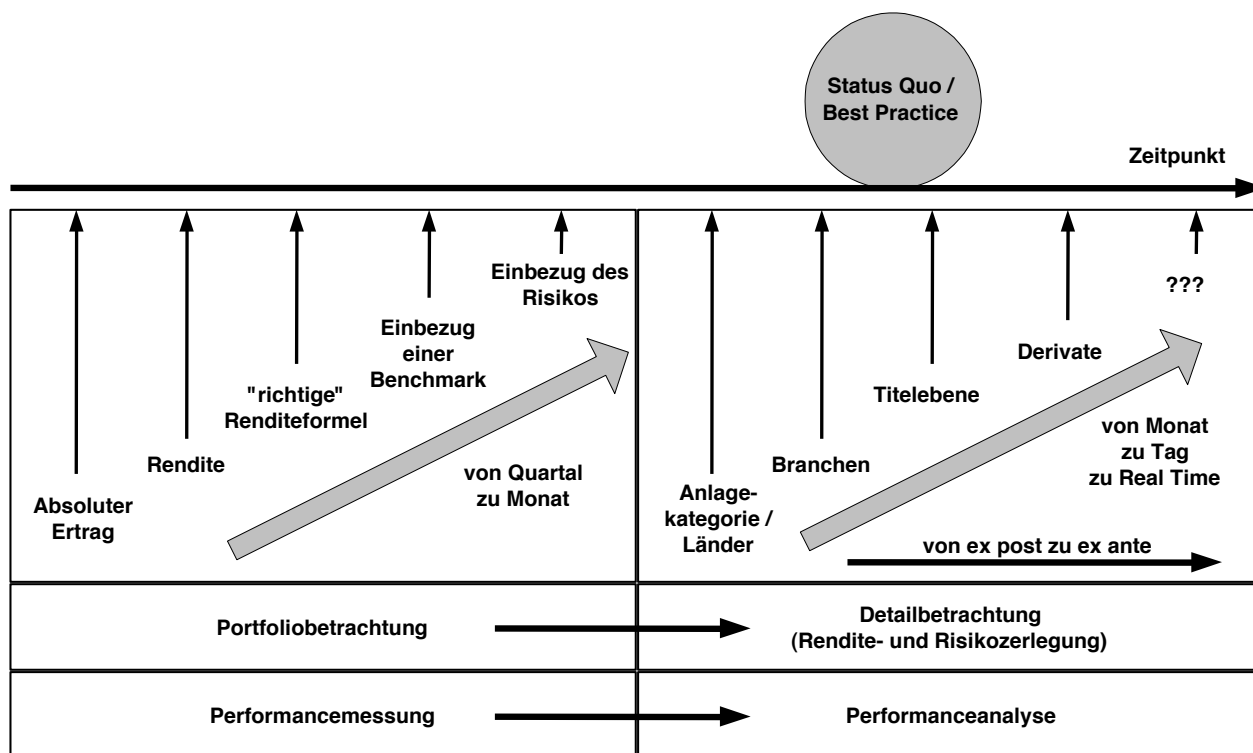 Status Quo /
Best Practice
Zeitpunkt
Absoluter
Ertrag
Rendite
"richtige"
Renditeformel
Einbezug
einer
Benchmark
Einbezug des
Risikos
von Quartal
zu Monat
Anlage-
kategorie /
Länder
Branchen
Titelebene
Derivate
???
von Monat
zu Tag
zu Real Time
von ex post zu ex ante
Portfoliobetrachtung
Detailbetrachtung
(Rendite- und Risikozerlegung)
Performancemessung
Performanceanalyse